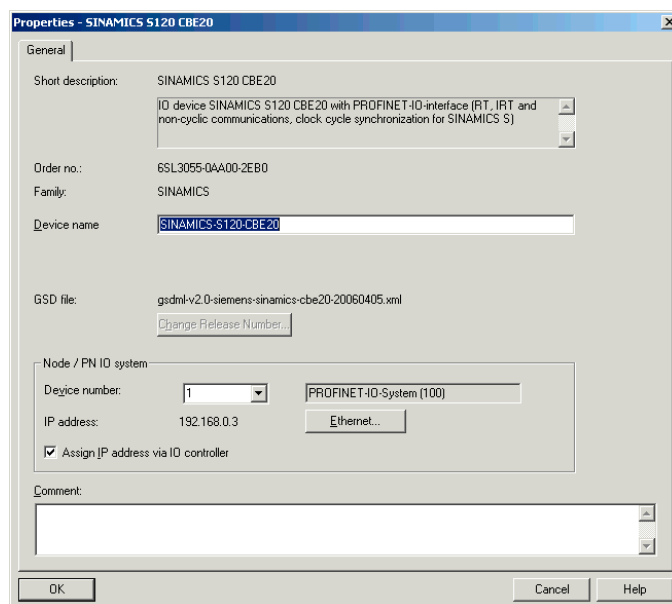 Properties - SINAMICS S120 CBE20
General
Short description: SINAMICS S120 CBE20
IO device SINAMICS S120 CBE20 with PROFINET-IO-interface (RT, IRT and
non-cyclic communications, clock cycle synchronization for SINAMICS S)
Order no.: 6SL3055-0AA00-2EB0
Family: SINAMICS
Device name SINAMICS-S120-CBE20
GSD file: gsdml-v2.0-siemens-sinamics-cbe20-20060405.xml
Change Release Number...
Node / PN IO system
Device number: 1 PROFINET-IO-System (100)
IP address: 192.168.0.3 Ethernet...
Assign IP address via IO controller
Comment:
OK Cancel Help